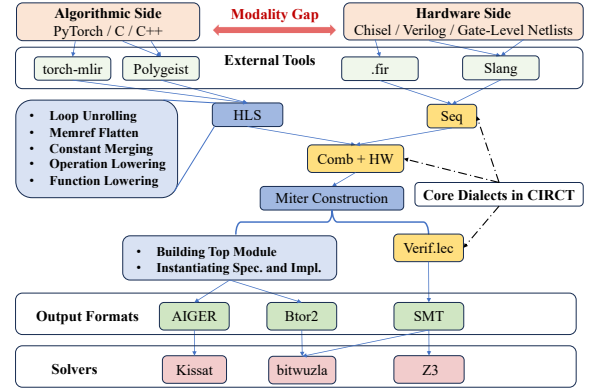 Algorithmic Side
PyTorch / C / C++
Modality Gap
Hardware Side
Chisel / Verilog / Gate-Level Netlists
External Tools
torch-mlir
Polygeist
.fir
Slang
• Loop Unrolling
• Memref Flatten
• Constant Merging
• Operation Lowering
• Function Lowering
HLS
Seq
Comb + HW
Core Dialects in CIRCT
Miter Construction
• Building Top Module
• Instantiating Spec. and Impl.
Verif.lec
Output Formats
AIGER
Btor2
SMT
Solvers
Kissat
bitwuzla
Z3